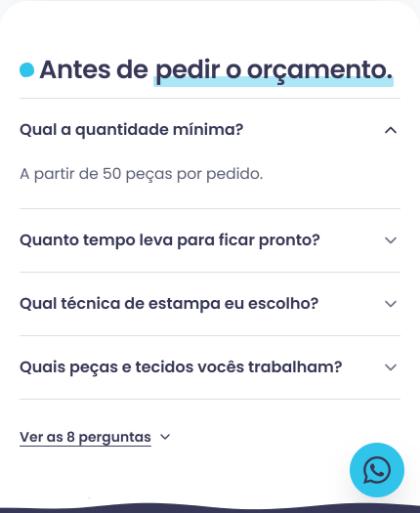 Antes de pedir o orçamento.
Qual a quantidade mínima?
A partir de 50 peças por pedido.
Quanto tempo leva para ficar pronto?
Qual técnica de estampa eu escolho?
Quais peças e tecidos vocês trabalham?
Ver as 8 perguntas